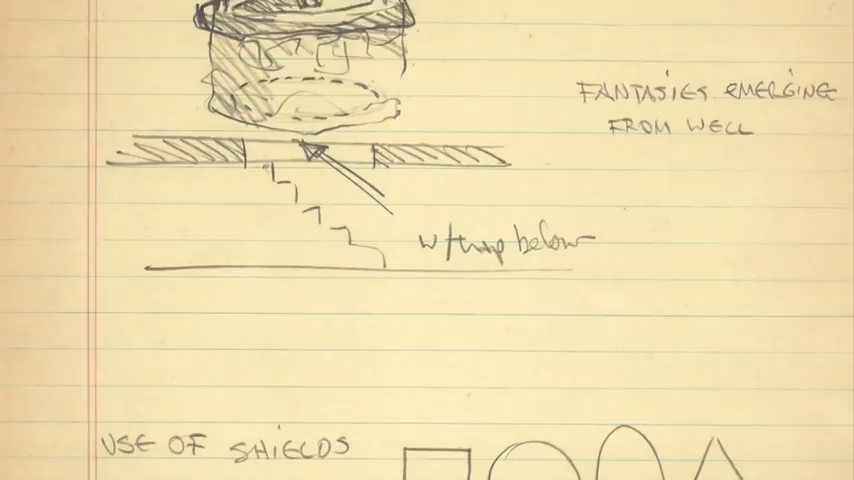 FANTASIES EMERGING
FROM WELL
w/trap below
USE OF SHIELDS